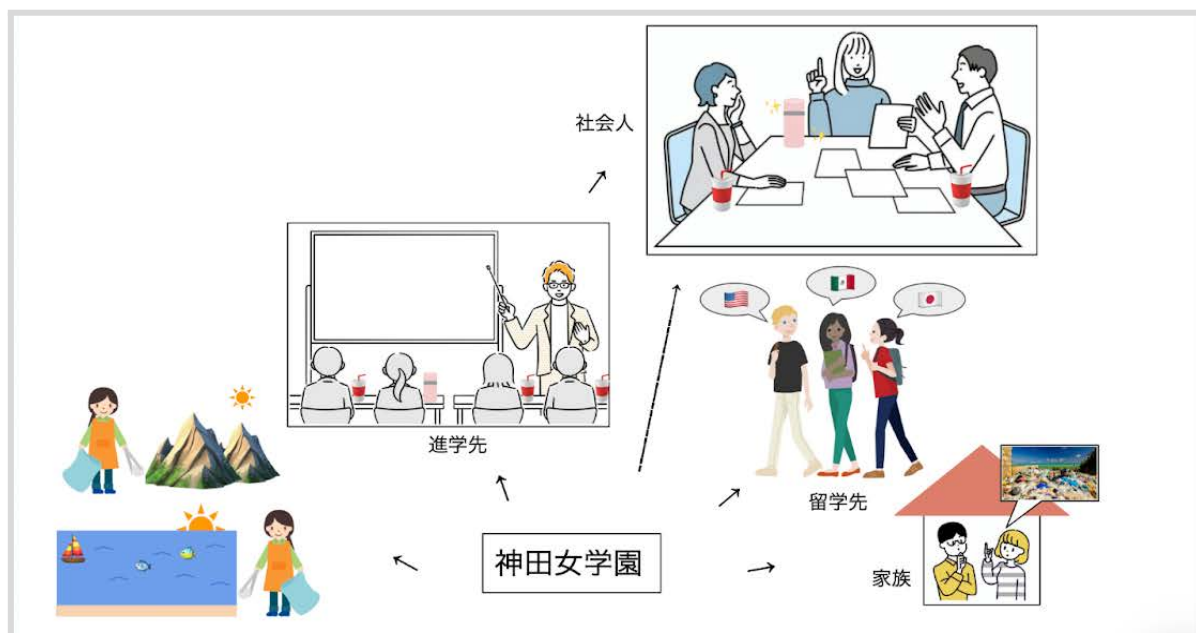 社会人
進学先
留学先
神田女学園
家族